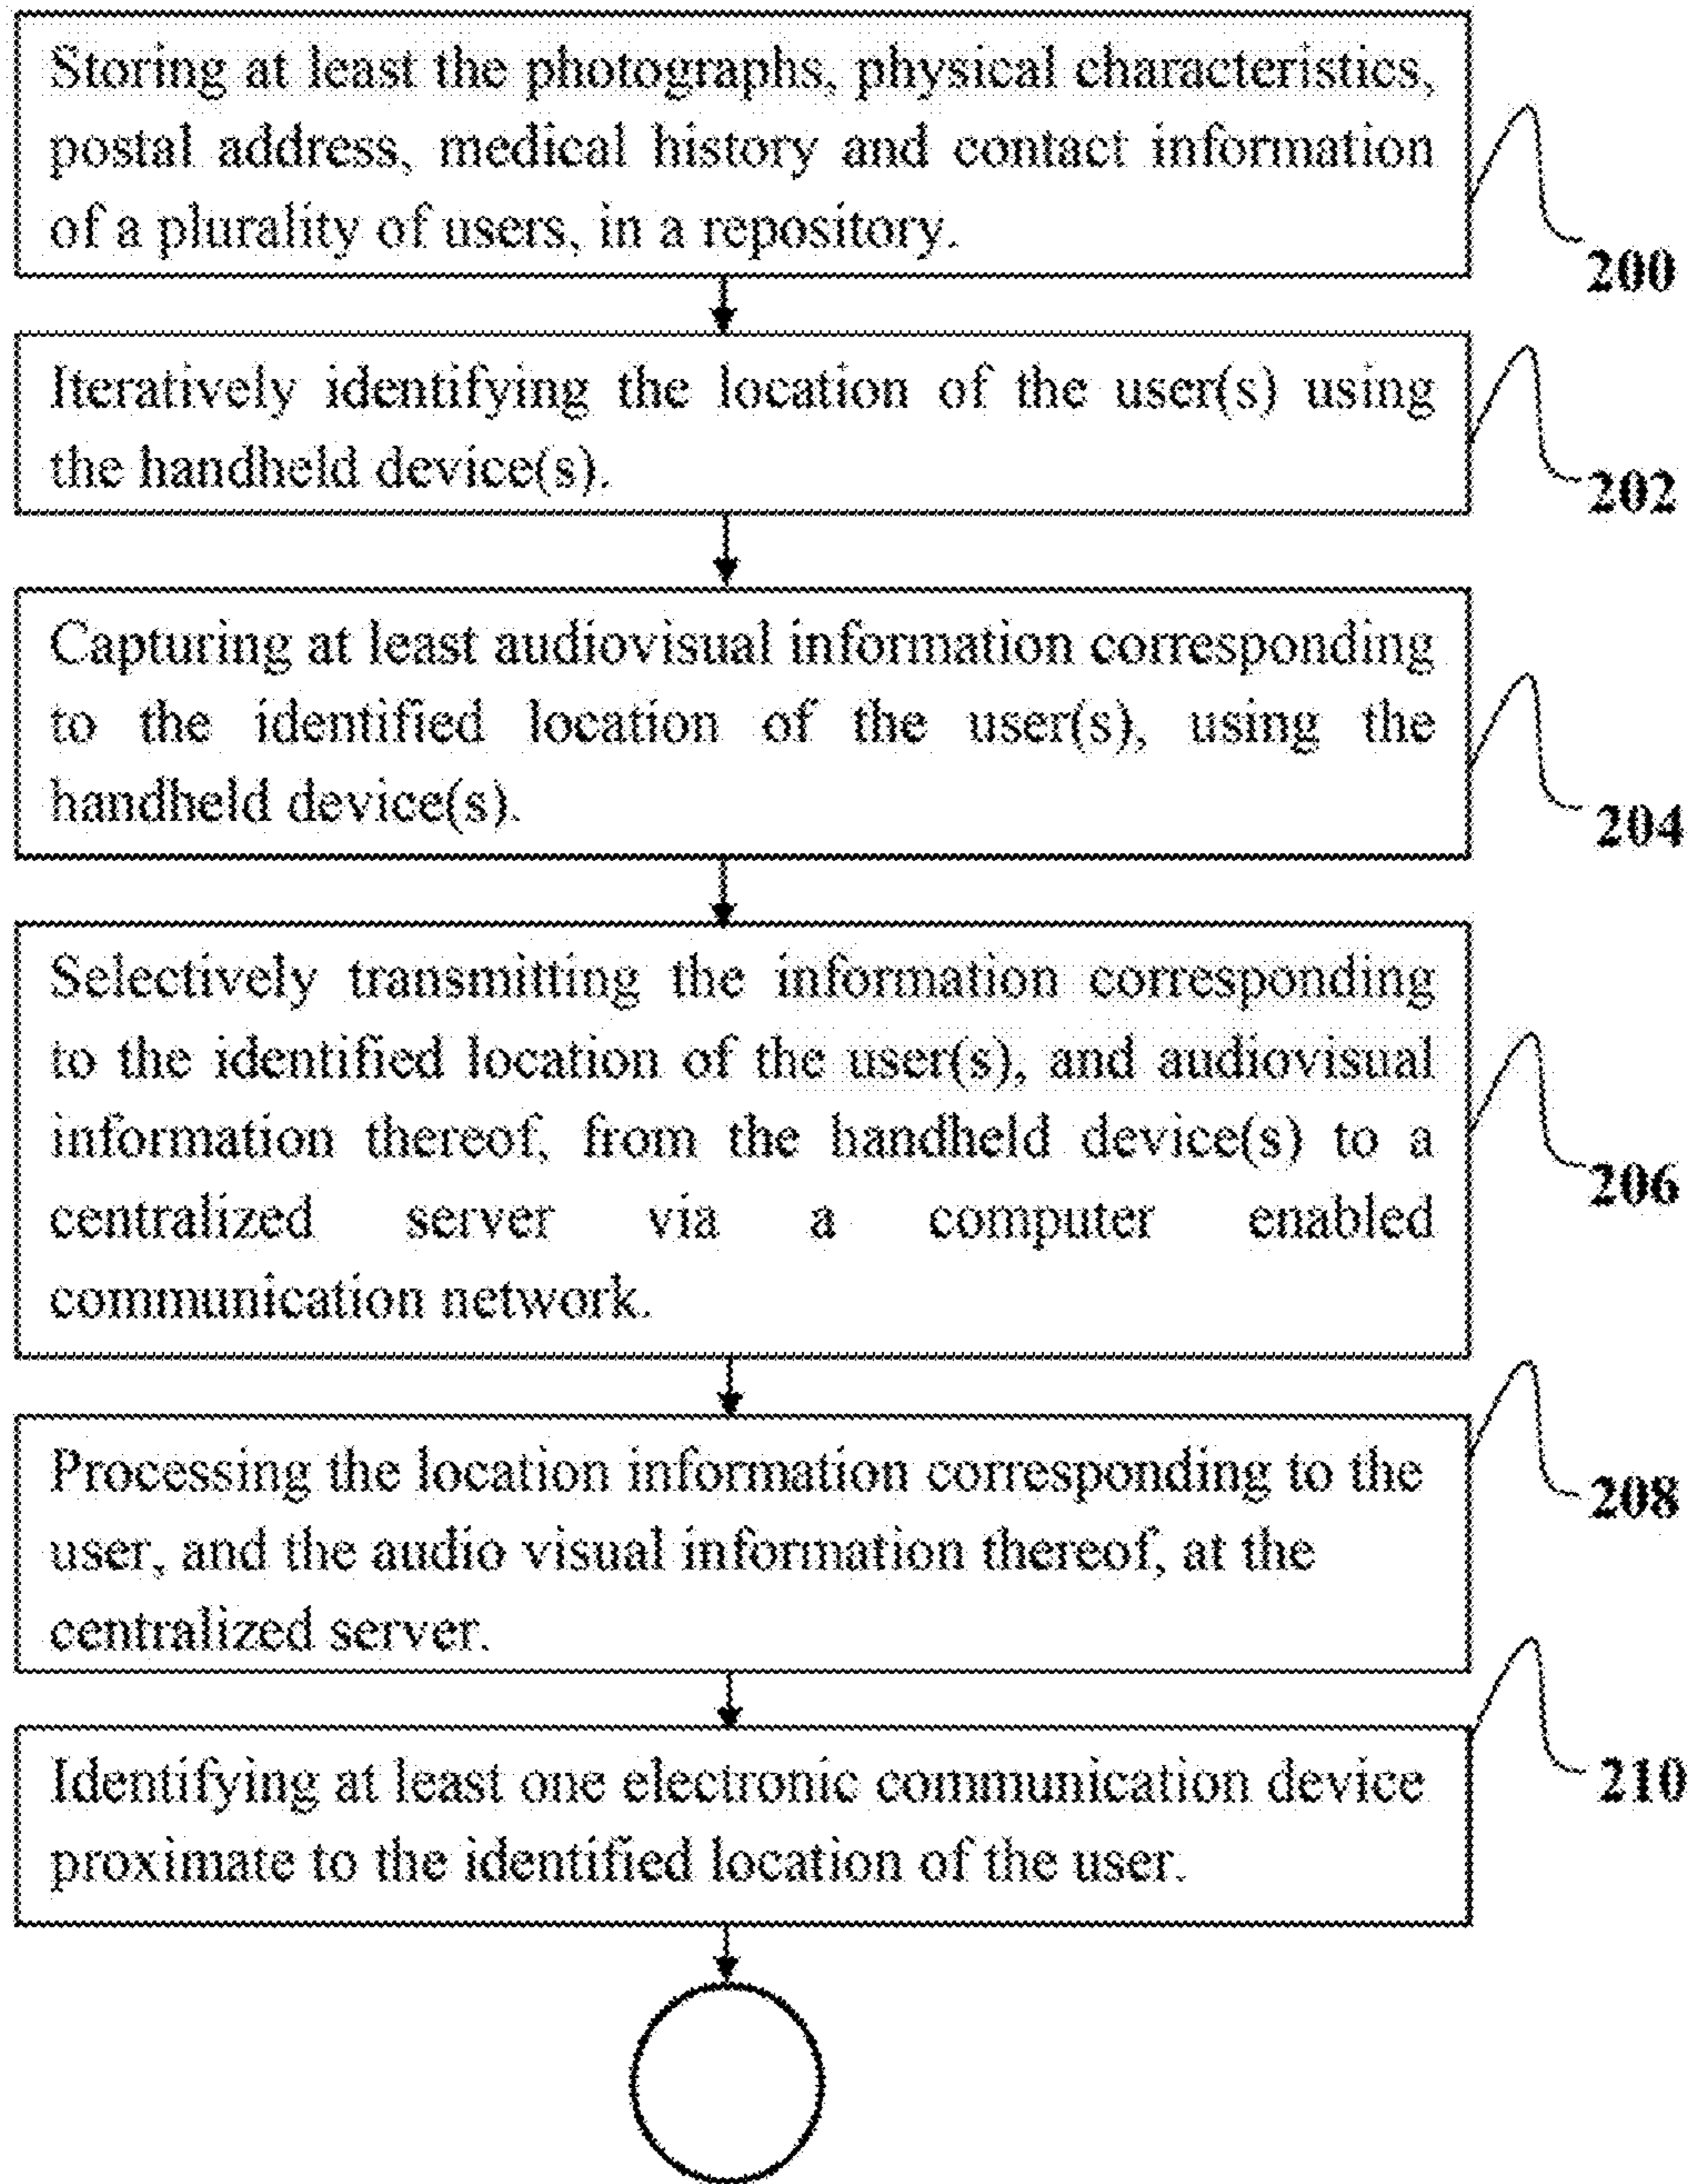 Storing at least the photographs, physical characteristics,
postal address, medical history and contact information
of a plurality of users, in a repository.
200
Iteratively identifying the location of the user(s) using
the handheld device(s).
202
Capturing at least audiovisual information corresponding
to the identified location of the user(s), using the
handheld device(s).
204
Selectively transmitting the information corresponding
to the identified location of the user(s), and audiovisual
information thereof, from the handheld device(s) to a
centralized server via a computer enabled
communication network.
206
Processing the location information corresponding to the
user, and the audio visual information thereof, at the
centralized server.
208
Identifying at least one electronic communication device
proximate to the identified location of the user.
210